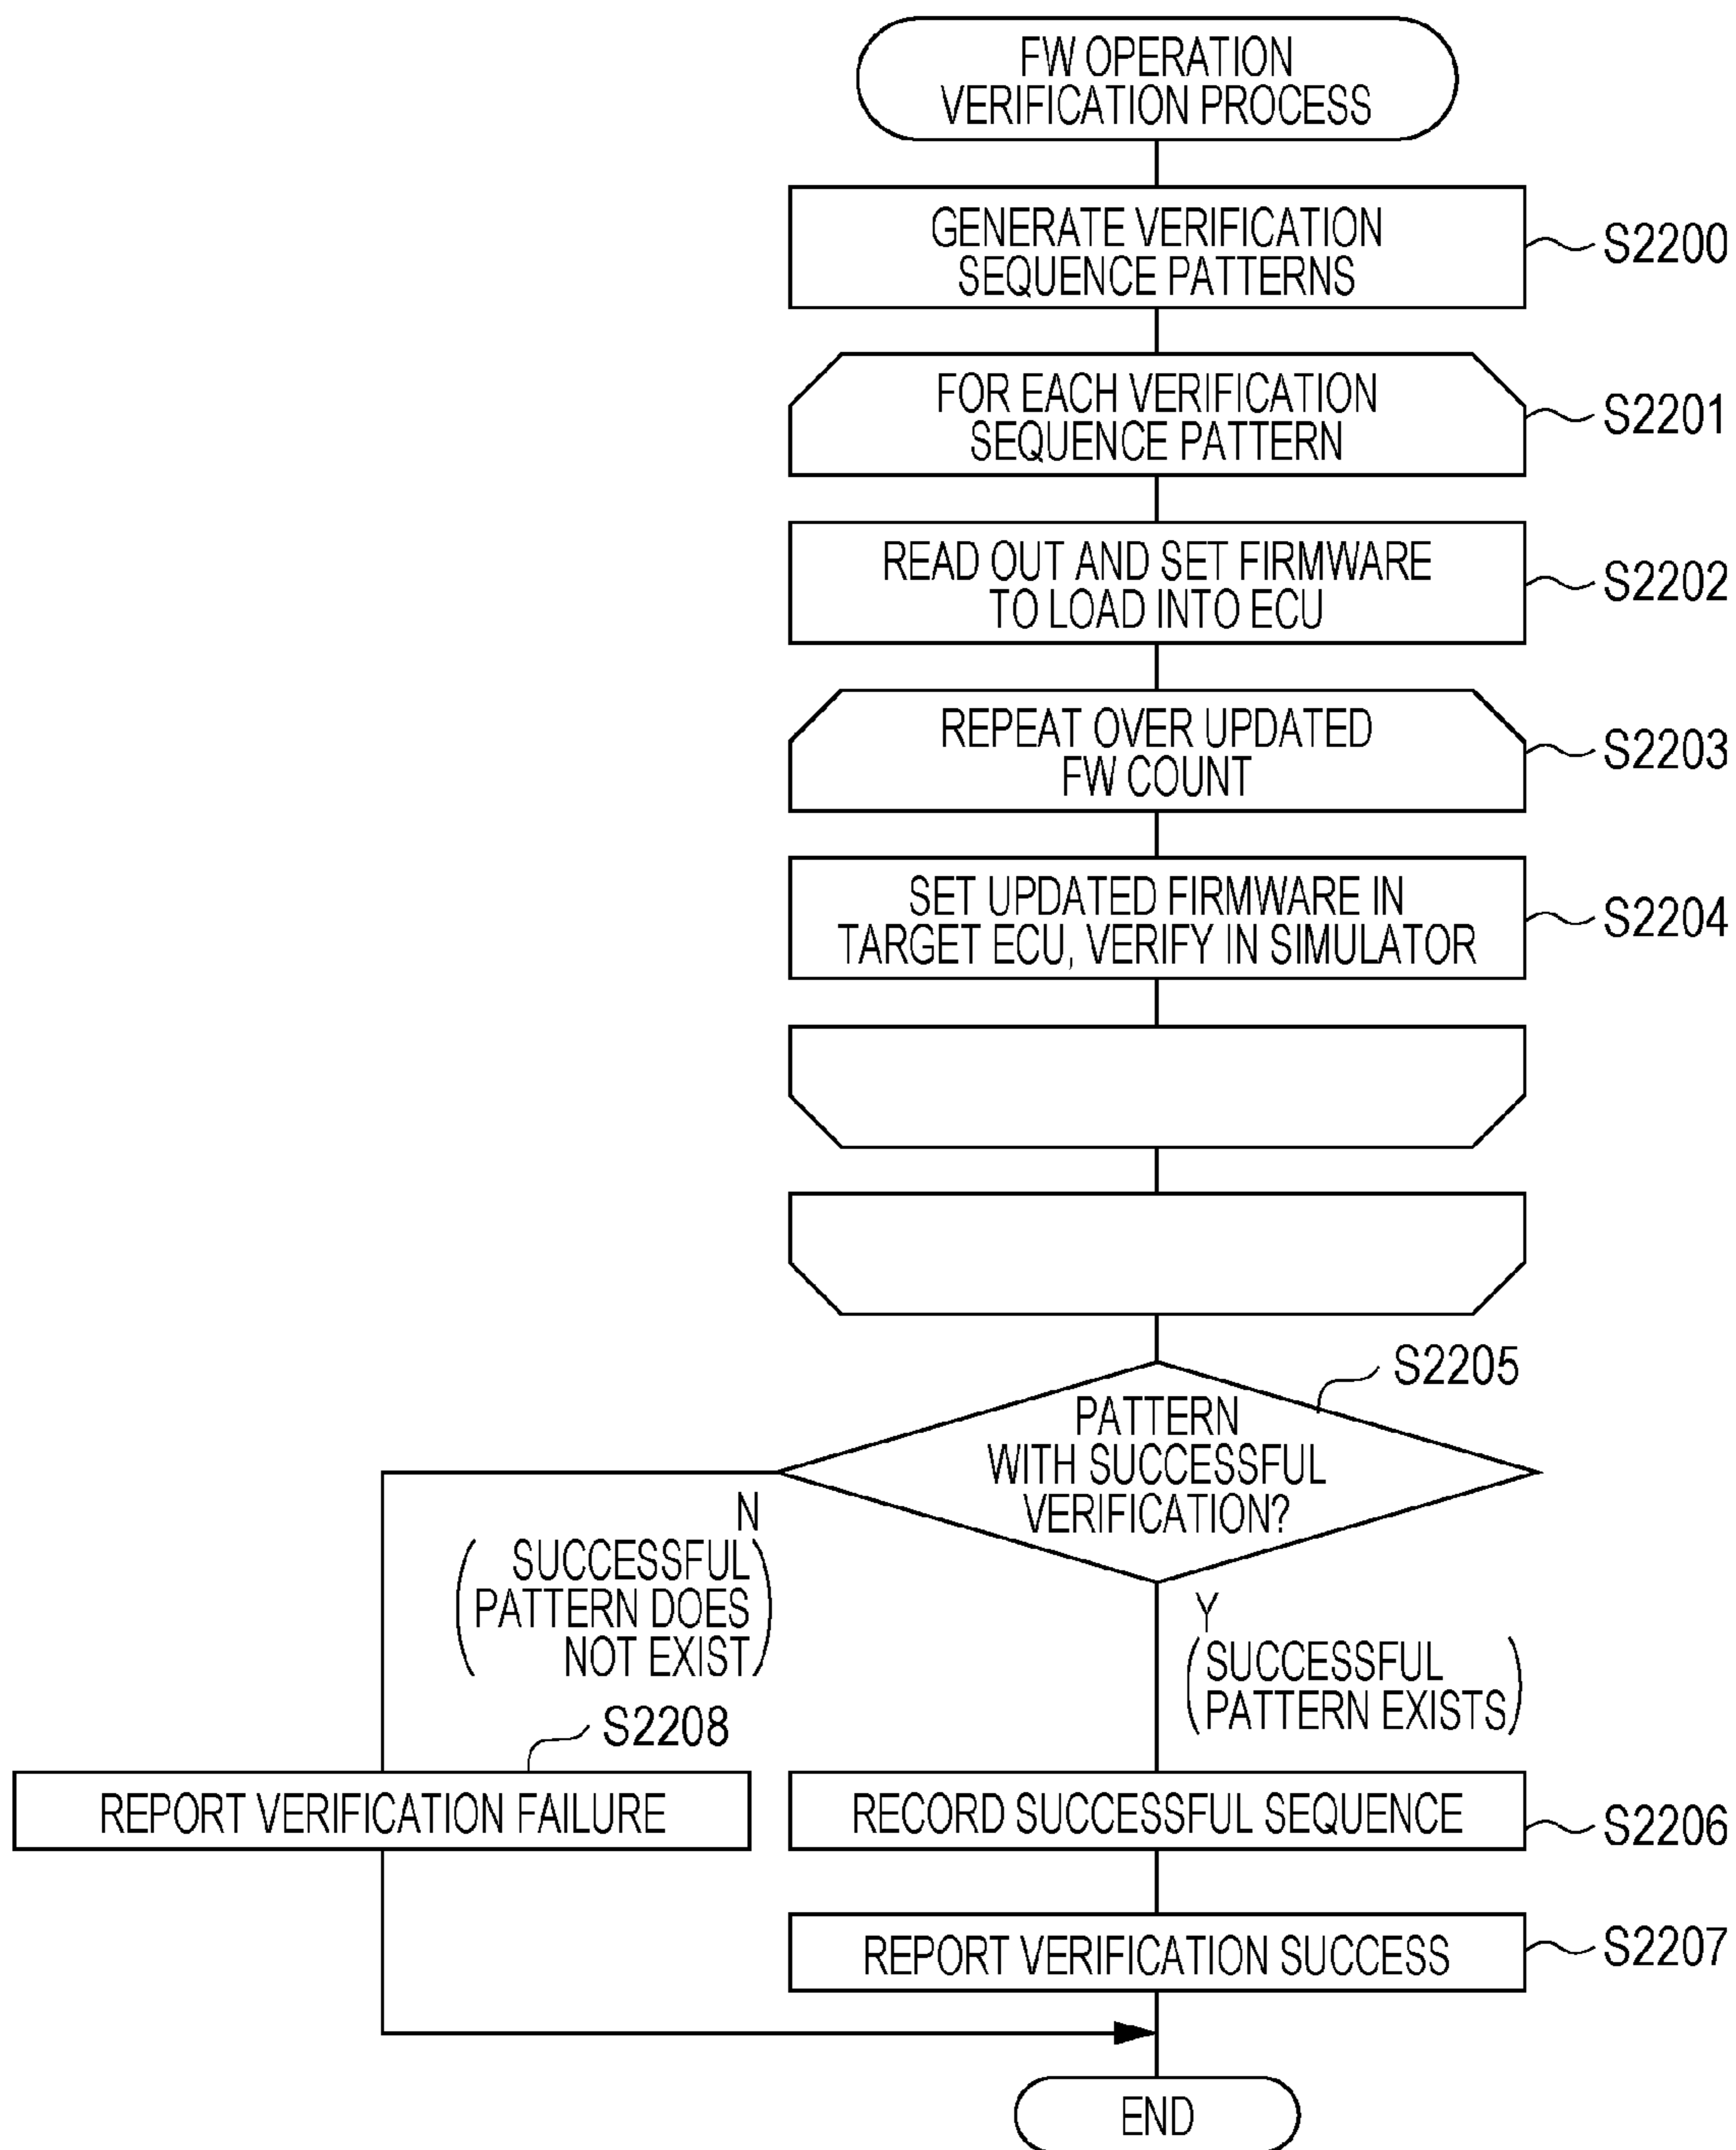 FW OPERATION
VERIFICATION PROCESS
GENERATE VERIFICATION
SEQUENCE PATTERNS
S2200
FOR EACH VERIFICATION
SEQUENCE PATTERN
S2201
READ OUT AND SET FIRMWARE
TO LOAD INTO ECU
S2202
REPEAT OVER UPDATED
FW COUNT
S2203
SET UPDATED FIRMWARE IN
TARGET ECU, VERIFY IN SIMULATOR
S2204
S2205
PATTERN
WITH SUCCESSFUL
VERIFICATION?
N
(SUCCESSFUL
PATTERN DOES
NOT EXIST)
Y
(SUCCESSFUL
PATTERN EXISTS)
S2208
REPORT VERIFICATION FAILURE
RECORD SUCCESSFUL SEQUENCE
S2206
REPORT VERIFICATION SUCCESS
S2207
END